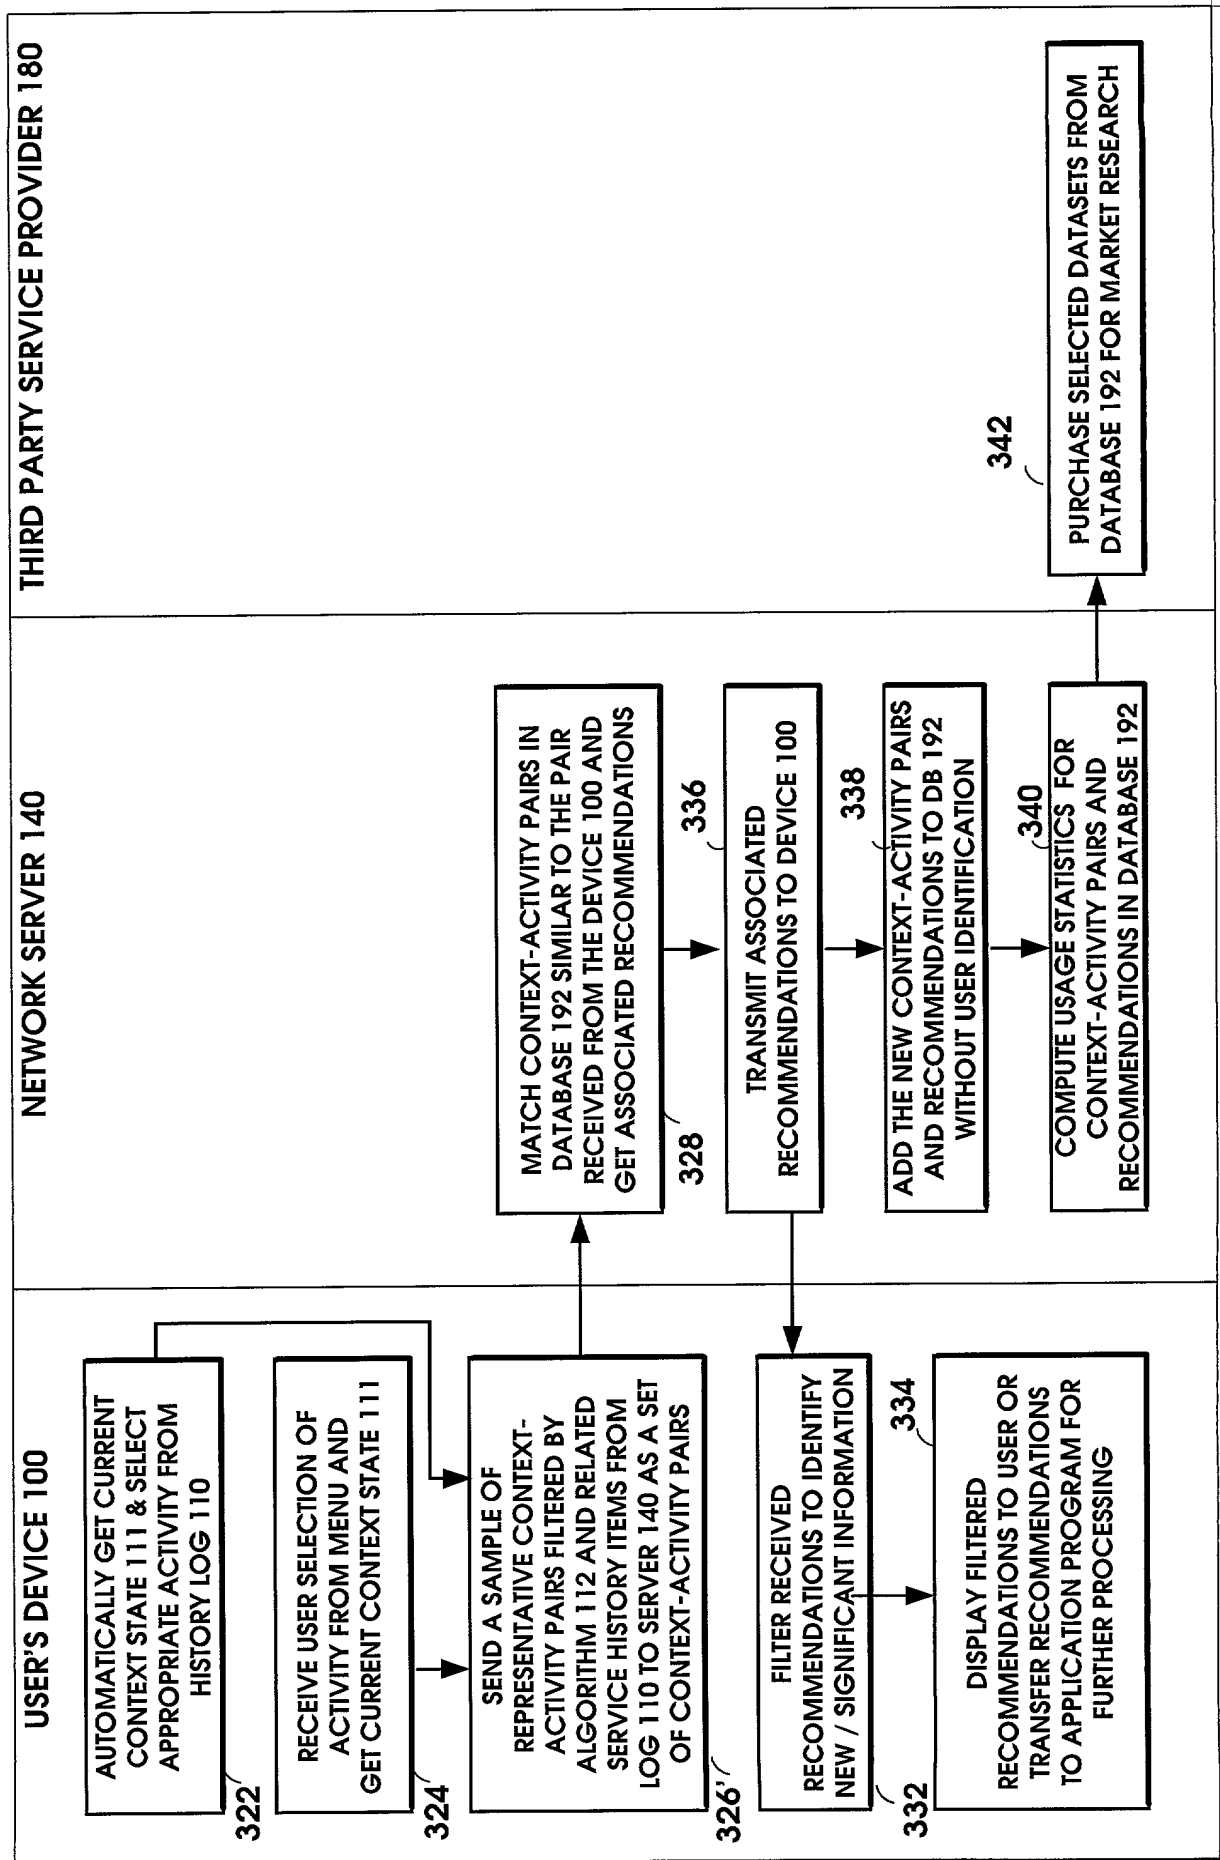 USER'S DEVICE 100
AUTOMATICALLY GET CURRENT
CONTEXT STATE 111 & SELECT
APPROPRIATE ACTIVITY FROM
HISTORY LOG 110
322
RECEIVE USER SELECTION OF
ACTIVITY FROM MENU AND
GET CURRENT CONTEXT STATE 111
324
SEND A SAMPLE OF
REPRESENTATIVE CONTEXT-
ACTIVITY PAIRS FILTERED BY
ALGORITHM 112 AND RELATED
SERVICE HISTORY ITEMS FROM
LOG 110 TO SERVER 140 AS A SET
OF CONTEXT-ACTIVITY PAIRS
326'
FILTER RECEIVED
RECOMMENDATIONS TO IDENTIFY
NEW / SIGNIFICANT INFORMATION
332
334
DISPLAY FILTERED
RECOMMENDATIONS TO USER OR
TRANSFER RECOMMENDATIONS
TO APPLICATION PROGRAM FOR
FURTHER PROCESSING
NETWORK SERVER 140
MATCH CONTEXT-ACTIVITY PAIRS IN
DATABASE 192 SIMILAR TO THE PAIR
RECEIVED FROM THE DEVICE 100 AND
GET ASSOCIATED RECOMMENDATIONS
328
336
TRANSMIT ASSOCIATED
RECOMMENDATIONS TO DEVICE 100
338
ADD THE NEW CONTEXT-ACTIVITY PAIRS
AND RECOMMENDATIONS TO DB 192
WITHOUT USER IDENTIFICATION
340
COMPUTE USAGE STATISTICS FOR
CONTEXT-ACTIVITY PAIRS AND
RECOMMENDATIONS IN DATABASE 192
THIRD PARTY SERVICE PROVIDER 180
342
PURCHASE SELECTED DATASETS FROM
DATABASE 192 FOR MARKET RESEARCH